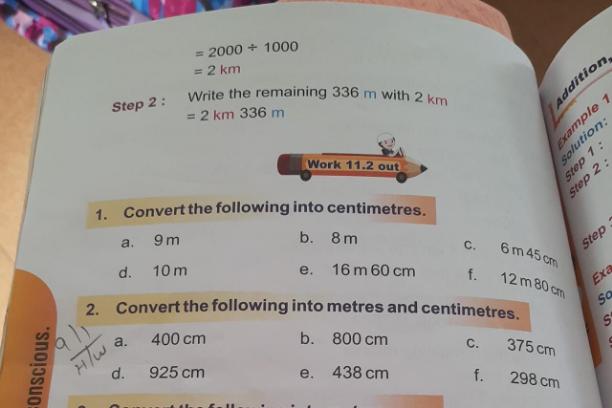 = 2000 ÷ 1000
= 2 km
Step 2 : Write the remaining 336 m with 2 km
= 2 km 336 m
Work 11.2 out
1. Convert the following into centimetres.
a. 9 m b. 8 m c. 6 m 45 cm
d. 10 m e. 16 m 60 cm f. 12 m 80 cm
2. Convert the following into metres and centimetres.
a. 400 cm b. 800 cm c. 375 cm
d. 925 cm e. 438 cm f. 298 cm
9/1
H/W
onscious.
Addition,
Example 1
Solution:
Step 1 :
Step 2 :
Step
Exa
So